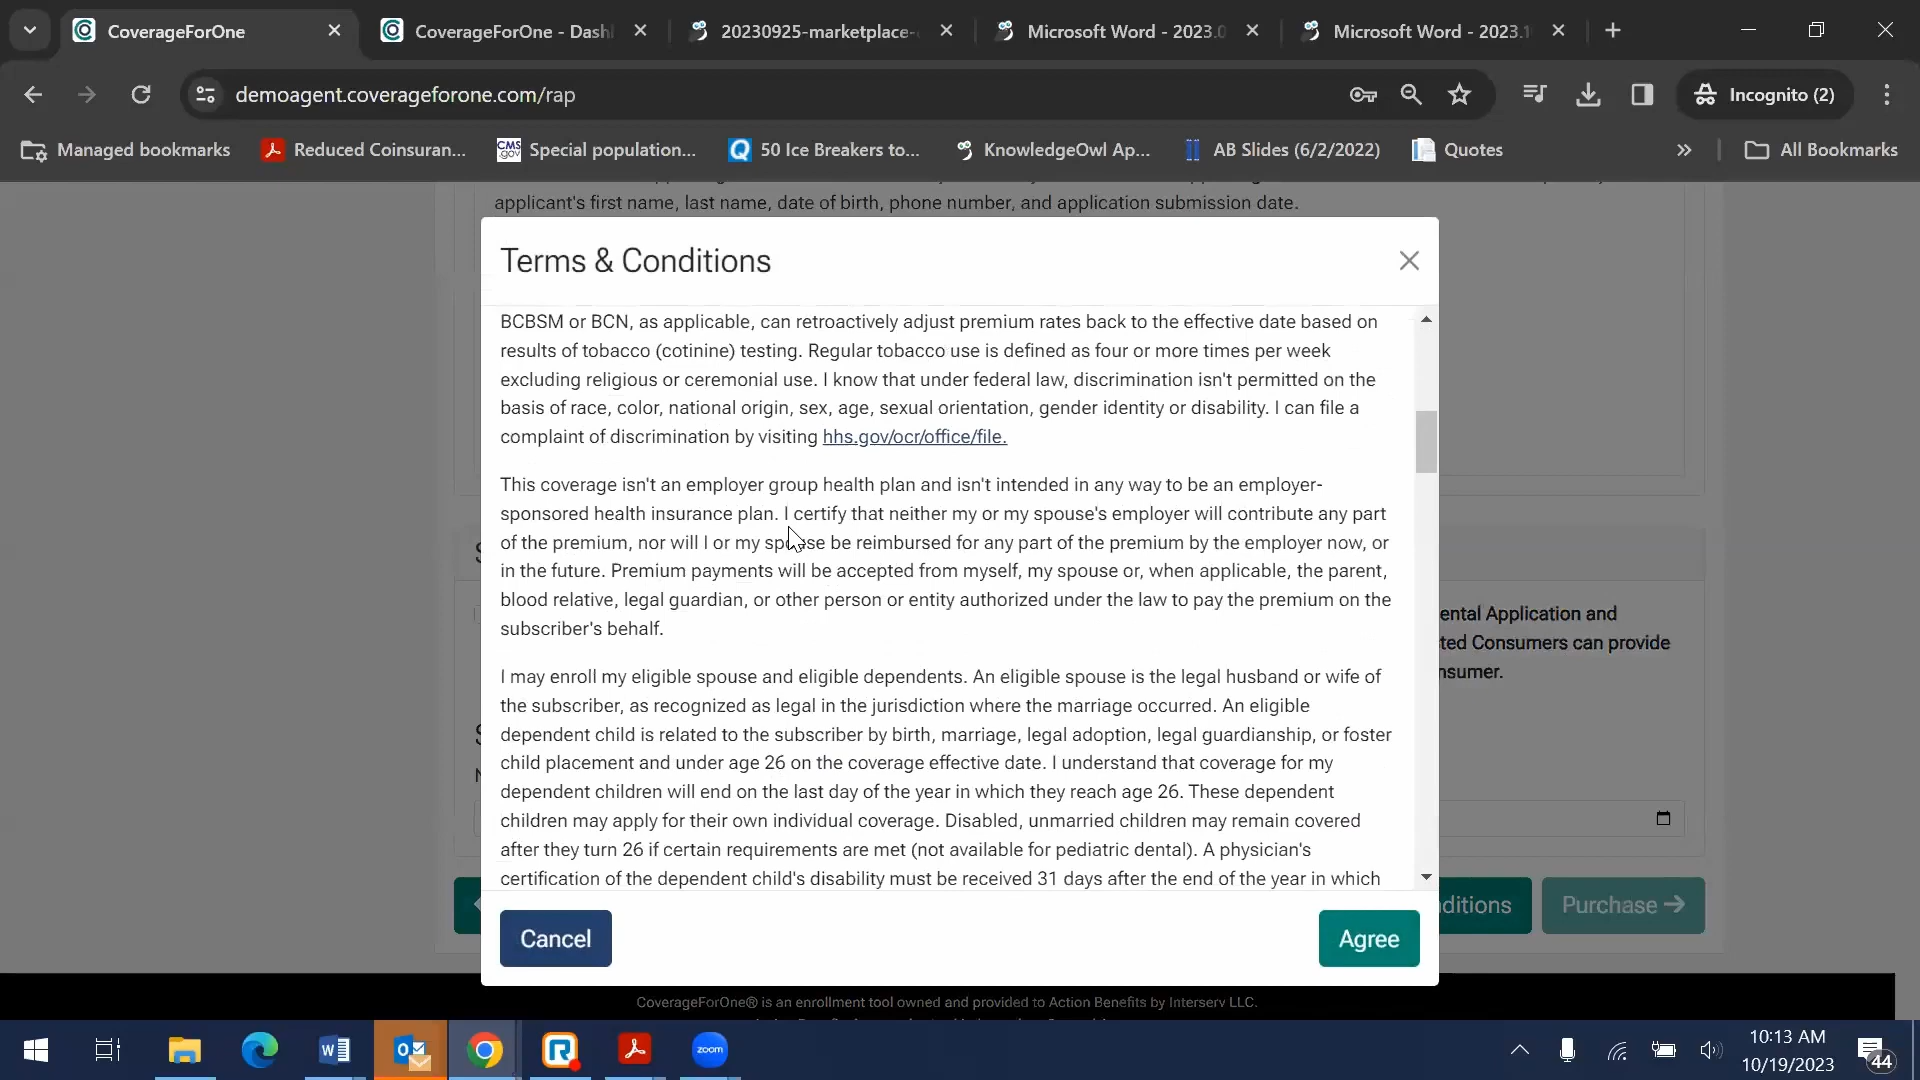 CoverageForOne
CoverageForOne - Dash
20230925-marketplace-
Microsoft Word - 2023.0
Microsoft Word - 2023.1
demoagent.coverageforone.com/rap
Incognito (2)
Managed bookmarks
Reduced Coinsuran...
CMS.gov
Special population...
50 Ice Breakers to...
KnowledgeOwl Ap...
AB Slides (6/2/2022)
Quotes
All Bookmarks
applicant's first name, last name, date of birth, phone number, and application submission date.
Terms & Conditions
BCBSM or BCN, as applicable, can retroactively adjust premium rates back to the effective date based on
results of tobacco (cotinine) testing. Regular tobacco use is defined as four or more times per week
excluding religious or ceremonial use. I know that under federal law, discrimination isn't permitted on the
basis of race, color, national origin, sex, age, sexual orientation, gender identity or disability. I can file a
complaint of discrimination by visiting hhs.gov/ocr/office/file.
This coverage isn't an employer group health plan and isn't intended in any way to be an employer-
sponsored health insurance plan. I certify that neither my or my spouse's employer will contribute any part
of the premium, nor will I or my spouse be reimbursed for any part of the premium by the employer now, or
in the future. Premium payments will be accepted from myself, my spouse or, when applicable, the parent,
blood relative, legal guardian, or other person or entity authorized under the law to pay the premium on the
subscriber's behalf.
I may enroll my eligible spouse and eligible dependents. An eligible spouse is the legal husband or wife of
the subscriber, as recognized as legal in the jurisdiction where the marriage occurred. An eligible
dependent child is related to the subscriber by birth, marriage, legal adoption, legal guardianship, or foster
child placement and under age 26 on the coverage effective date. I understand that coverage for my
dependent children will end on the last day of the year in which they reach age 26. These dependent
children may apply for their own individual coverage. Disabled, unmarried children may remain covered
after they turn 26 if certain requirements are met (not available for pediatric dental). A physician's
certification of the dependent child's disability must be received 31 days after the end of the year in which
ental Application and
ted Consumers can provide
nsumer.
ditions
Purchase
Cancel
Agree
CoverageForOne® is an enrollment tool owned and provided to Action Benefits by Interserv LLC.
zoom
10:13 AM
10/19/2023
44